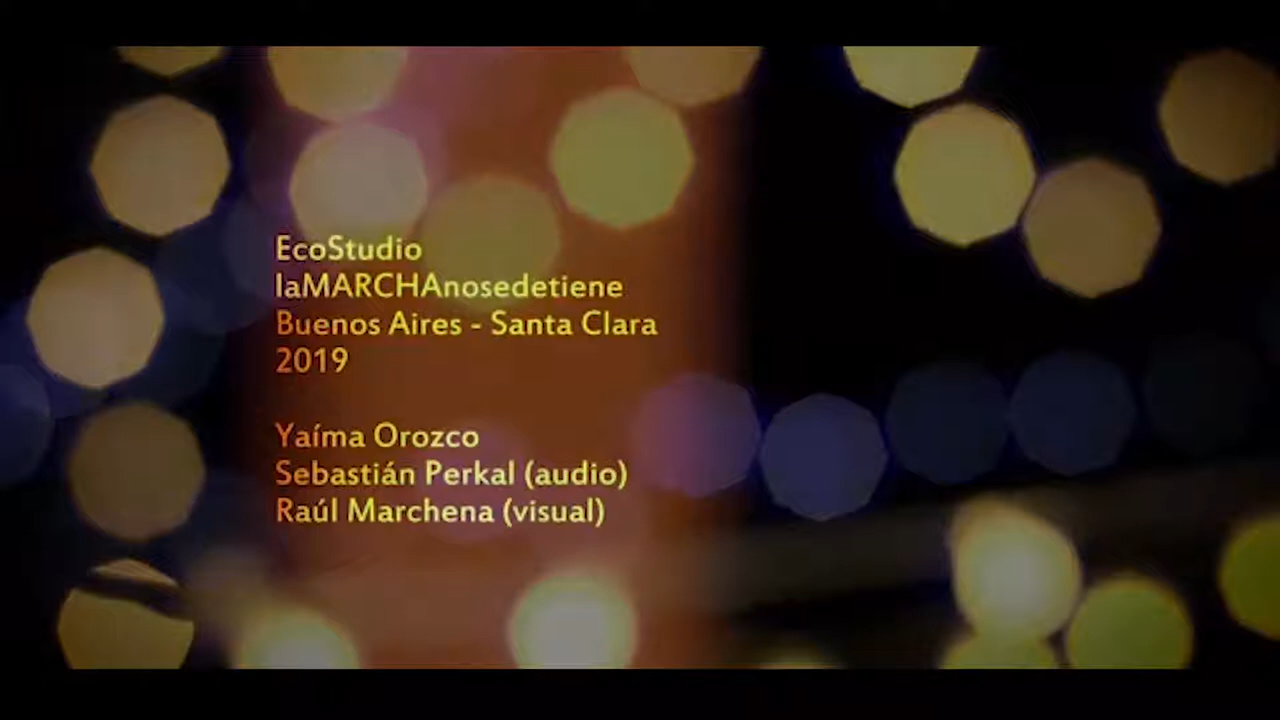 EcoStudio
laMARCHAnosedetiene
Buenos Aires - Santa Clara
2019
Yaíma Orozco
Sebastián Perkal (audio)
Raúl Marchena (visual)